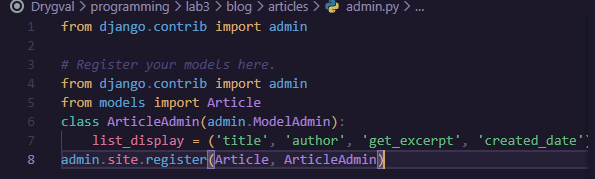 Drygval > programming > lab3 > blog > articles > admin.py > ...
1 from django.contrib import admin
2
3 # Register your models here.
4 from django.contrib import admin
5 from models import Article
6 class ArticleAdmin(admin.ModelAdmin):
7 list_display = ('title', 'author', 'get_excerpt', 'created_date')
8 admin.site.register(Article, ArticleAdmin)